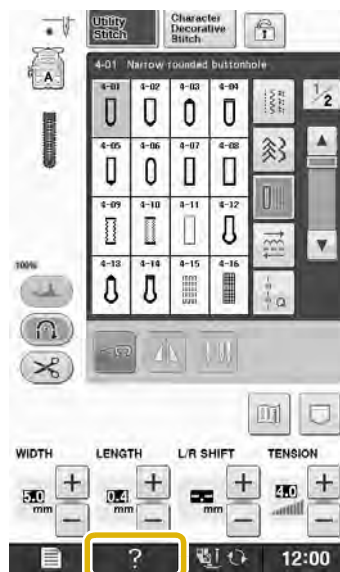 Utility
Stitch
Character
Decorative
Stitch
A
4-01 Narrow rounded buttonhole
4-01 4-02 4-03 4-04
1/2
4-05 4-06 4-07 4-08
4-09 4-10 4-11 4-12
4-13 4-14 4-15 4-16
100%
WIDTH LENGTH L/R SHIFT TENSION
5.0 mm + − 0.4 mm + − -.- mm + − 4.0 + −
? 12:00